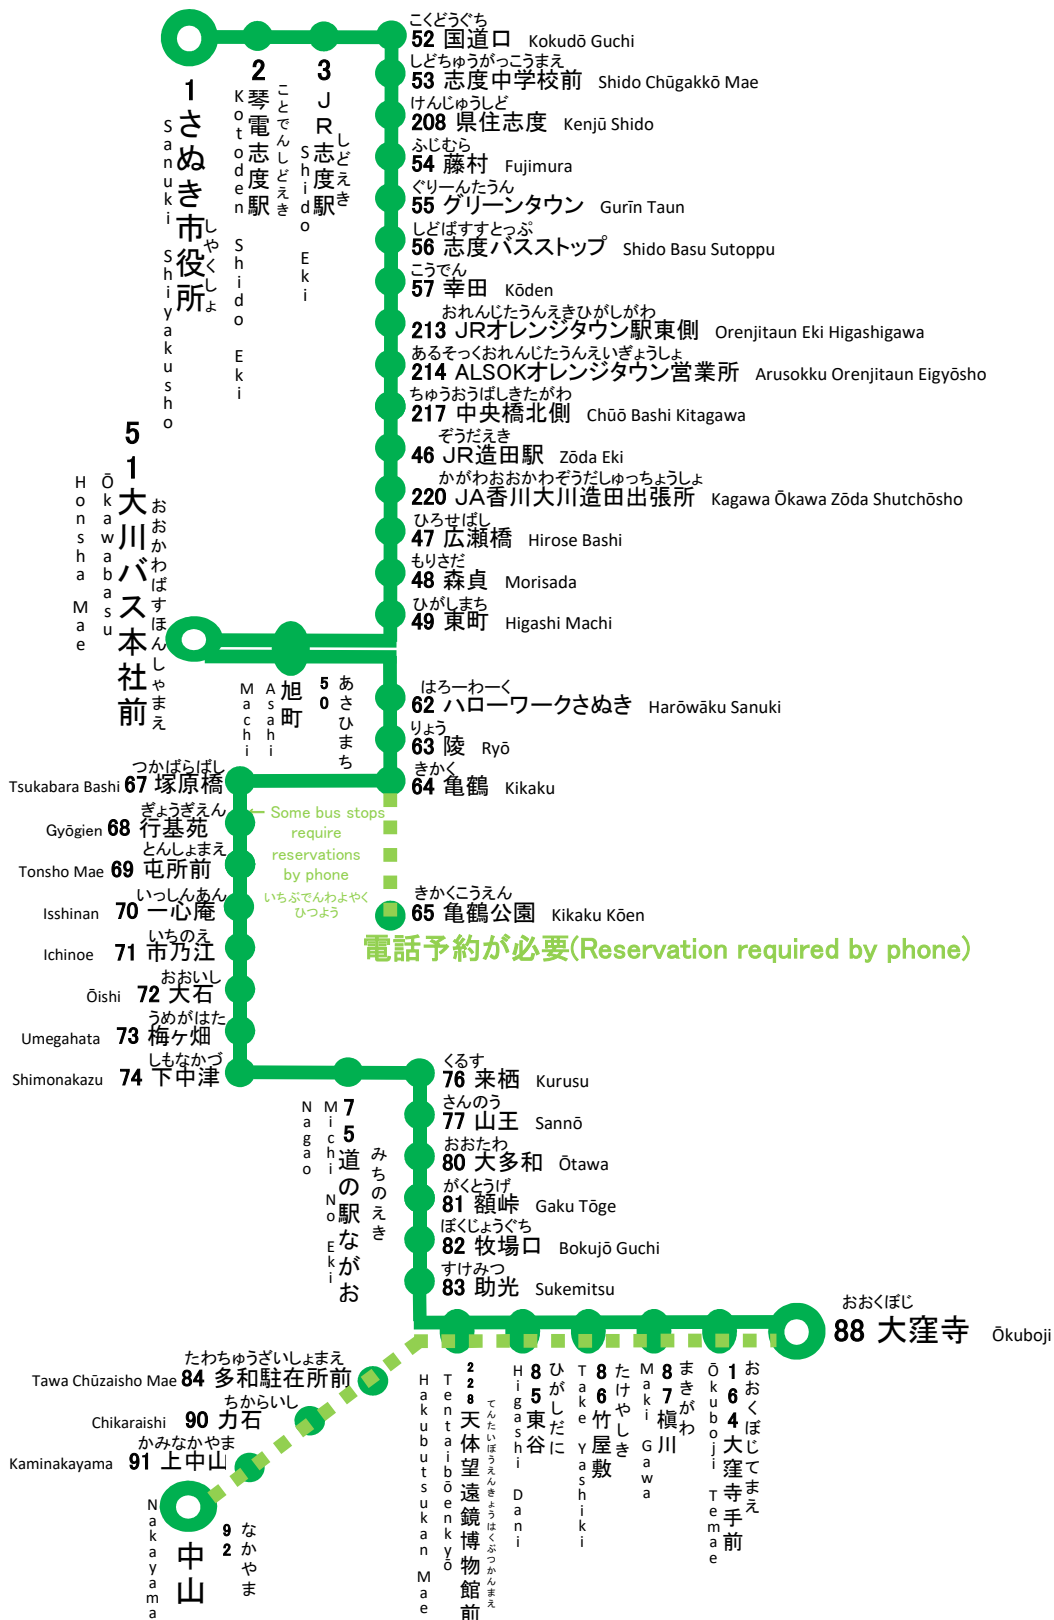 1 さぬき市役所
しやくしょ
Sanuki Shiyakusho
2 琴電志度駅
ことでんしどえき
Kotoden Shido Eki
3 JR志度駅
しどえき
Shido Eki
こくどうぐち
52 国道口 Kokudō Guchi
しどちゅうがっこうまえ
53 志度中学校前 Shido Chūgakkō Mae
けんじゅうしど
208 県住志度 Kenjū Shido
ふじむら
54 藤村 Fujimura
ぐりーんたうん
55 グリーンタウン Gurīn Taun
しどばすすとっぷ
56 志度バスストップ Shido Basu Sutoppu
こうでん
57 幸田 Kōden
おれんじたうんえきひがしがわ
213 JRオレンジタウン駅東側 Orenjitaun Eki Higashigawa
あるそっくおれんじたうんえいぎょうしょ
214 ALSOKオレンジタウン営業所 Arusokku Orenjitaun Eigyōsho
ちゅうおうばしきたがわ
217 中央橋北側 Chūō Bashi Kitagawa
ぞうだえき
46 JR造田駅 Zōda Eki
かがわおおかわぞうだしゅっちょうしょ
220 JA香川大川造田出張所 Kagawa Ōkawa Zōda Shutchōsho
ひろせばし
47 広瀬橋 Hirose Bashi
もりさだ
48 森貞 Morisada
ひがしまち
49 東町 Higashi Machi
51 大川バス本社前
おおかわばすほんしゃまえ
Ōkawabasu
Honsha Mae
あさひまち
50
旭町
Asahi
Machi
はろーわーく
62 ハローワークさぬき Harōwāku Sanuki
りょう
63 陵 Ryō
きかく
64 亀鶴 Kikaku
きかくこうえん
65 亀鶴公園 Kikaku Kōen
電話予約が必要(Reservation required by phone)
← Some bus stops
require
reservations
by phone
いちぶでんわよやく
ひつよう
つかばらばし
Tsukabara Bashi 67 塚原橋
ぎょうぎえん
Gyōgien 68 行基苑
とんしょまえ
Tonsho Mae 69 屯所前
いっしんあん
Isshinan 70 一心庵
いちのえ
Ichinoe 71 市乃江
おおいし
Ōishi 72 大石
うめがはた
Umegahata 73 梅ヶ畑
しもなかづ
Shimonakazu 74 下中津
みちのえき
75 道の駅ながお
Michi No Eki
Nagao
くるす
76 来栖 Kurusu
さんのう
77 山王 Sannō
おおたわ
80 大多和 Ōtawa
がくとうげ
81 額峠 Gaku Tōge
ぼくじょうぐち
82 牧場口 Bokujō Guchi
すけみつ
83 助光 Sukemitsu
おおくぼじ
88 大窪寺 Ōkuboji
たわちゅうざいしょまえ
Tawa Chūzaisho Mae 84 多和駐在所前
ちからいし
Chikaraishi 90 力石
かみなかやま
Kaminakayama 91 上中山
なかやま
92
中山
Nakayama
てんたいぼうえんきょうはくぶつかんまえ
228 天体望遠鏡博物館前
Tentaibōenkyō
Hakubutsukan Mae
ひがしだに
85 東谷
Higashi Dani
たけやしき
86 竹屋敷
Take Yashiki
まきがわ
87 槇川
Maki Gawa
おおくぼじてまえ
164 大窪寺手前
Ōkuboji Temae